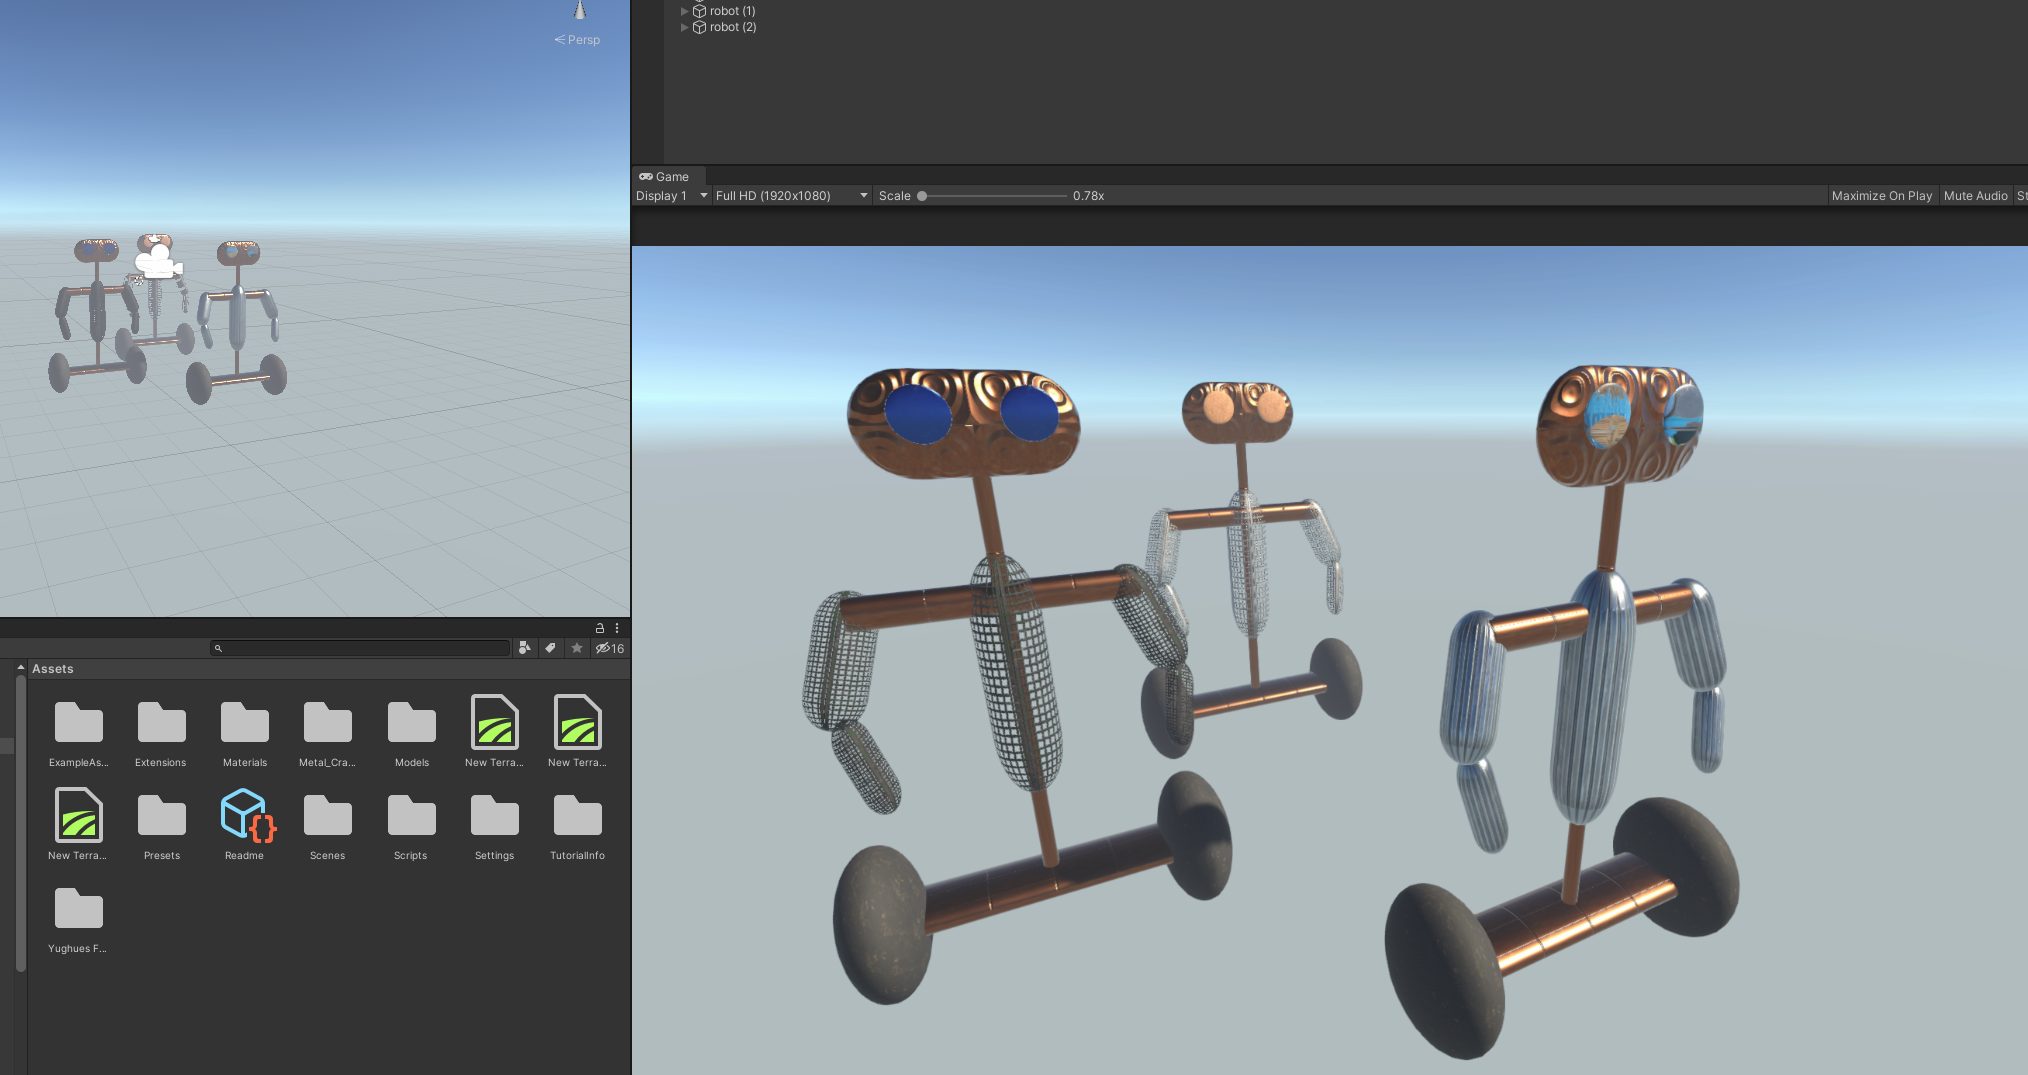 robot (1)
robot (2)
Persp
Game
Display 1 Full HD (1920x1080) Scale 0.78x Maximize On Play Mute Audio St
16
Assets
ExampleAs... Extensions Materials Metal_Cra... Models New Terra... New Terra...
New Terra... Presets Readme Scenes Scripts Settings TutorialInfo
Yughues F...